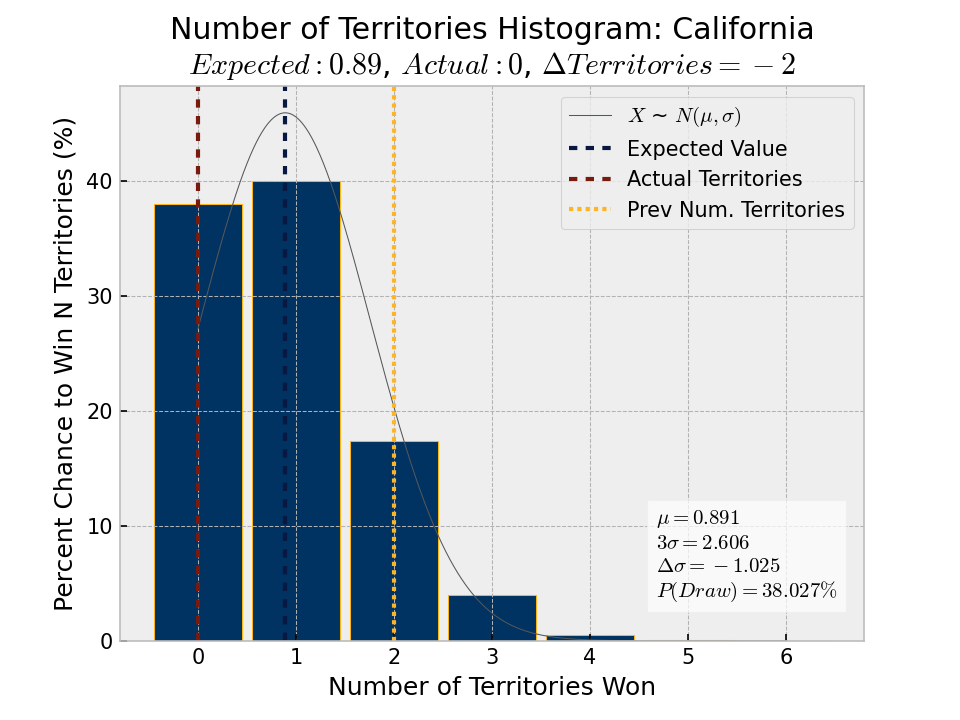 Number of Territories Histogram: California
Expected : 0.89, Actual : 0, ΔTerritories = −2
Percent Chance to Win N Territories (%)
X ∼ N(μ, σ)
Expected Value
Actual Territories
Prev Num. Territories
40
30
20
10
0
μ = 0.891
3σ = 2.606
Δσ = −1.025
P(Draw) = 38.027%
0 1 2 3 4 5 6
Number of Territories Won